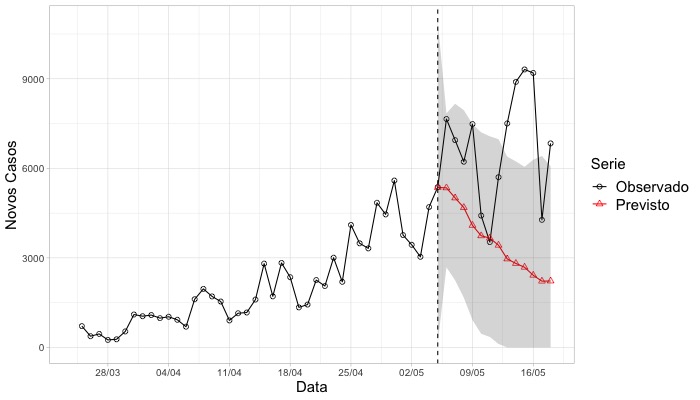 9000
6000
3000
0
Novos Casos
28/03
04/04
11/04
18/04
25/04
02/05
09/05
16/05
Data
Serie
Observado
Previsto